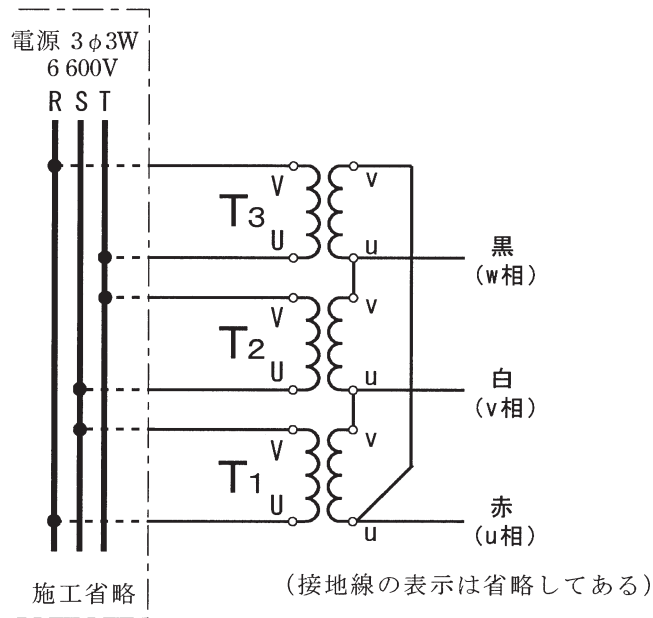 電源 3φ3W
6 600V
R S T
V
v
T3
U
u
黒
(w相)
V
v
T2
U
u
白
(v相)
V
v
T1
U
u
赤
(u相)
施工省略
(接地線の表示は省略してある)